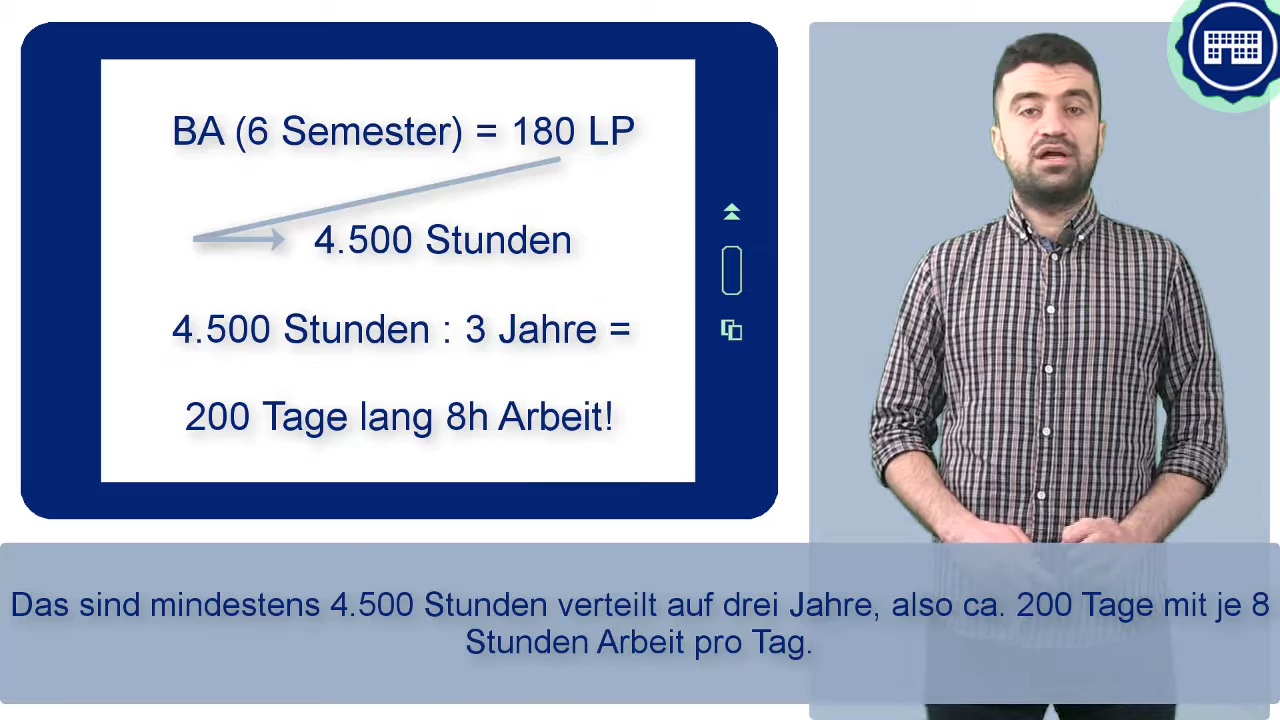 BA (6 Semester) = 180 LP
4.500 Stunden
4.500 Stunden : 3 Jahre =
200 Tage lang 8h Arbeit!
Das sind mindestens 4.500 Stunden verteilt auf drei Jahre, also ca. 200 Tage mit je 8
Stunden Arbeit pro Tag.